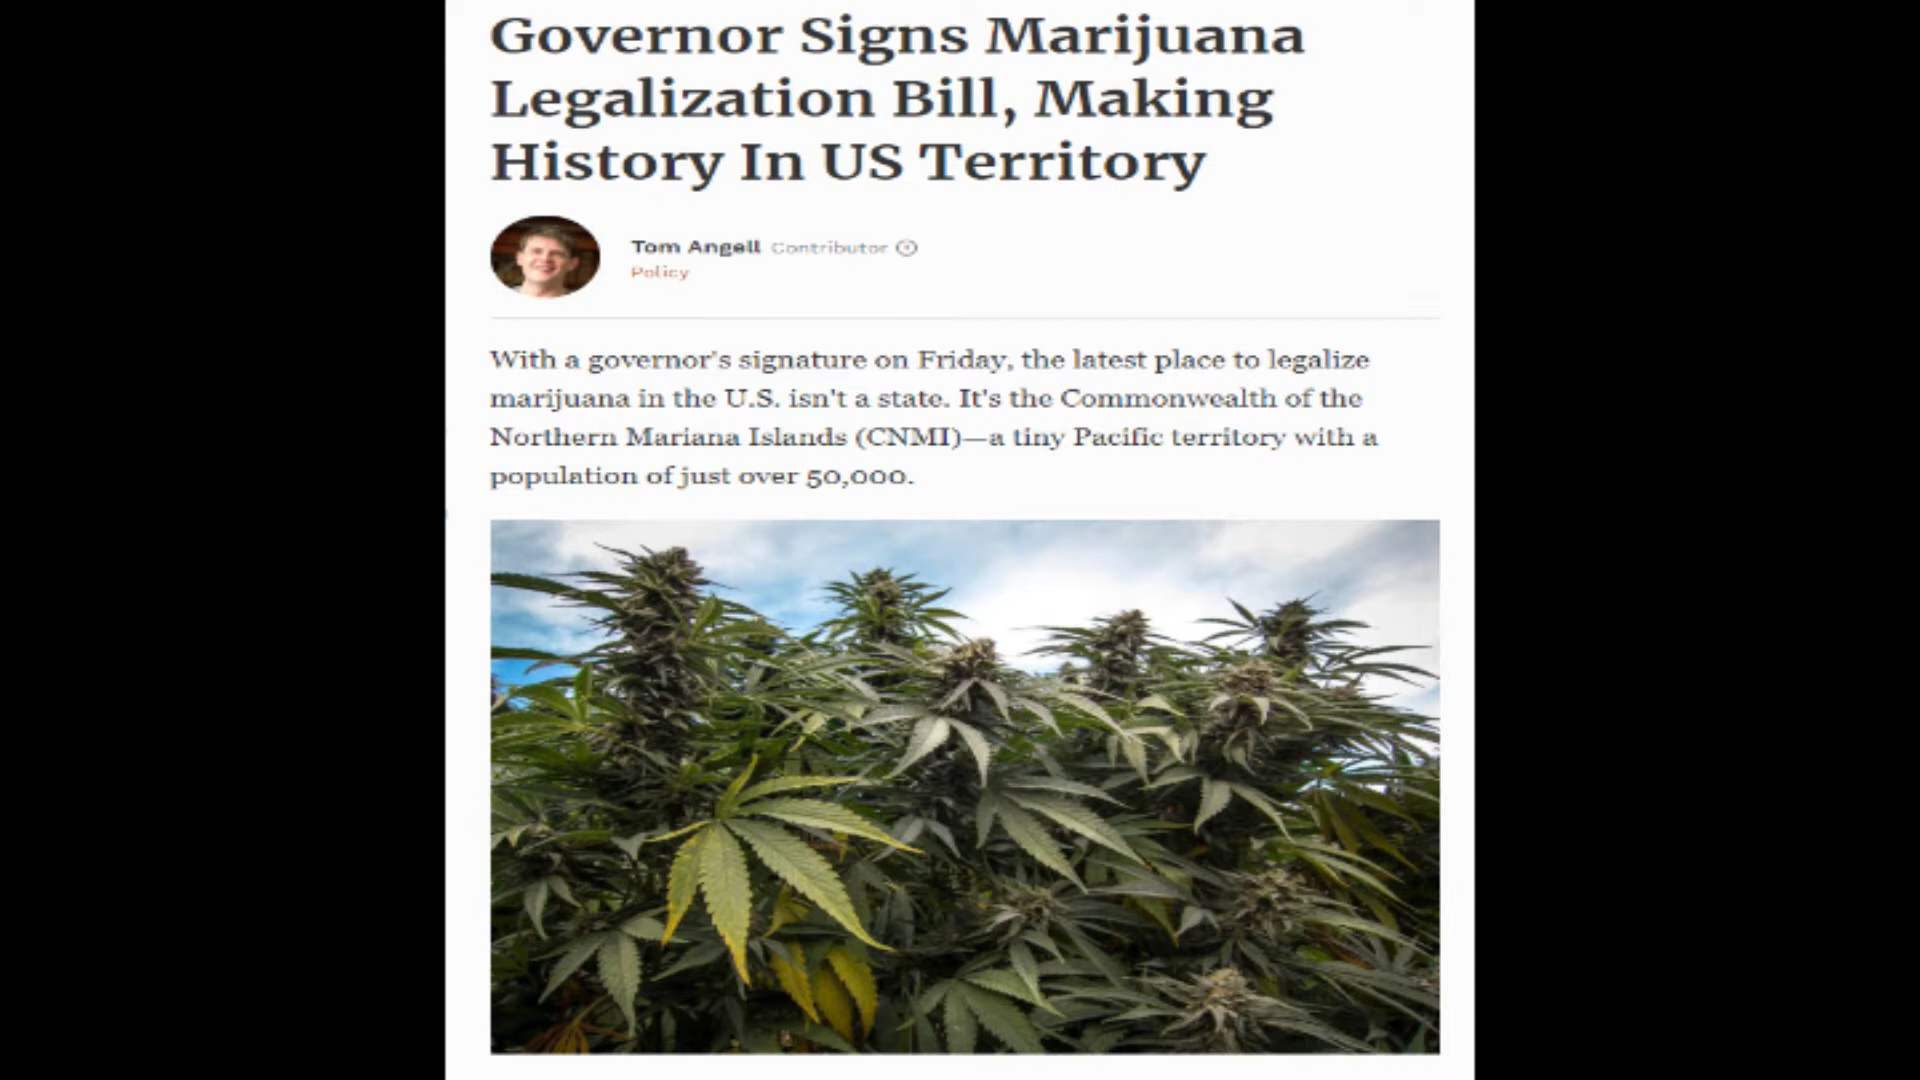 Governor Signs Marijuana
Legalization Bill, Making
History In US Territory
Tom Angell Contributor
Policy
With a governor's signature on Friday, the latest place to legalize
marijuana in the U.S. isn't a state. It's the Commonwealth of the
Northern Mariana Islands (CNMI)—a tiny Pacific territory with a
population of just over 50,000.